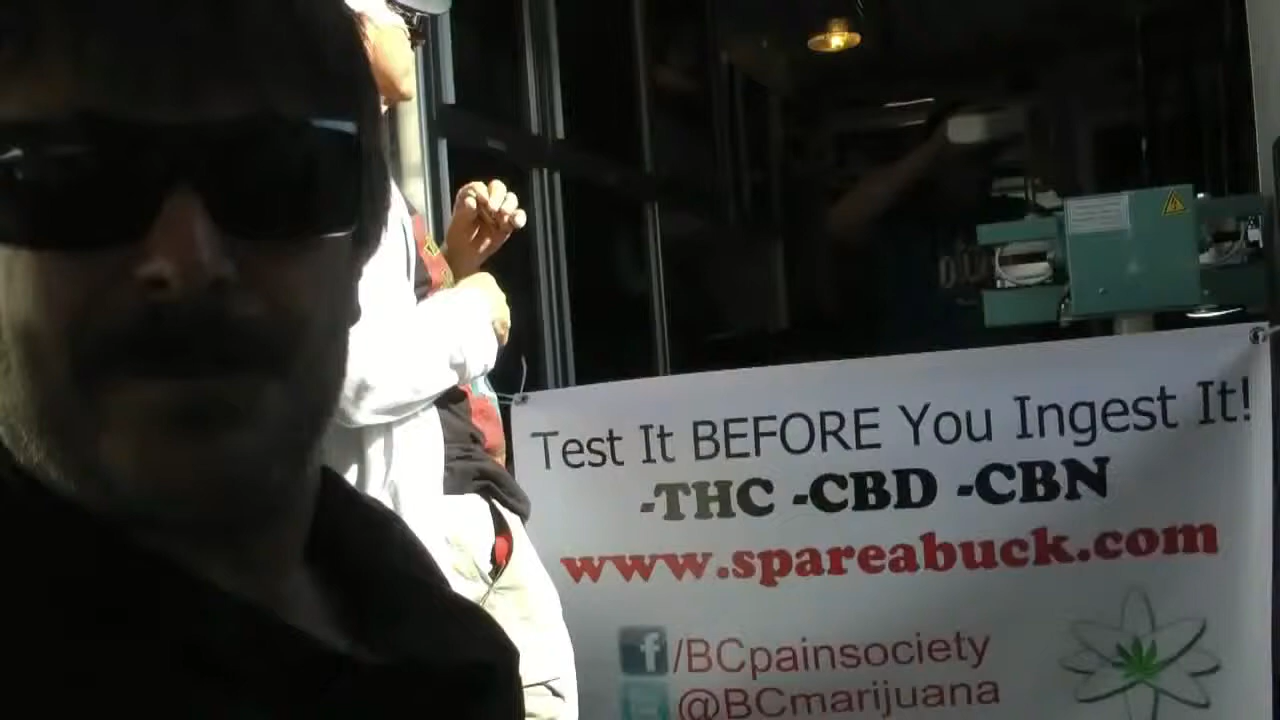 Test It BEFORE You Ingest It!
-THC -CBD -CBN
www.spareabuck.com
f/BCpainsociety
@BCmarijuana